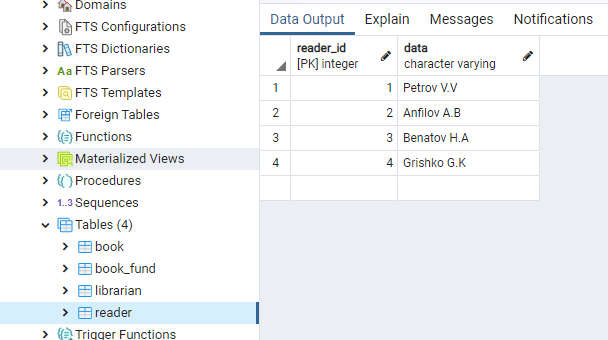 Domains
FTS Configurations
FTS Dictionaries
Aa FTS Parsers
FTS Templates
Foreign Tables
Functions
Materialized Views
Procedures
1..3 Sequences
Tables (4)
book
book_fund
librarian
reader
Trigger Functions
Data Output Explain Messages Notifications
reader_id data
[PK] integer character varying
1 1 Petrov V.V
2 2 Anfilov A.B
3 3 Benatov H.A
4 4 Grishko G.K